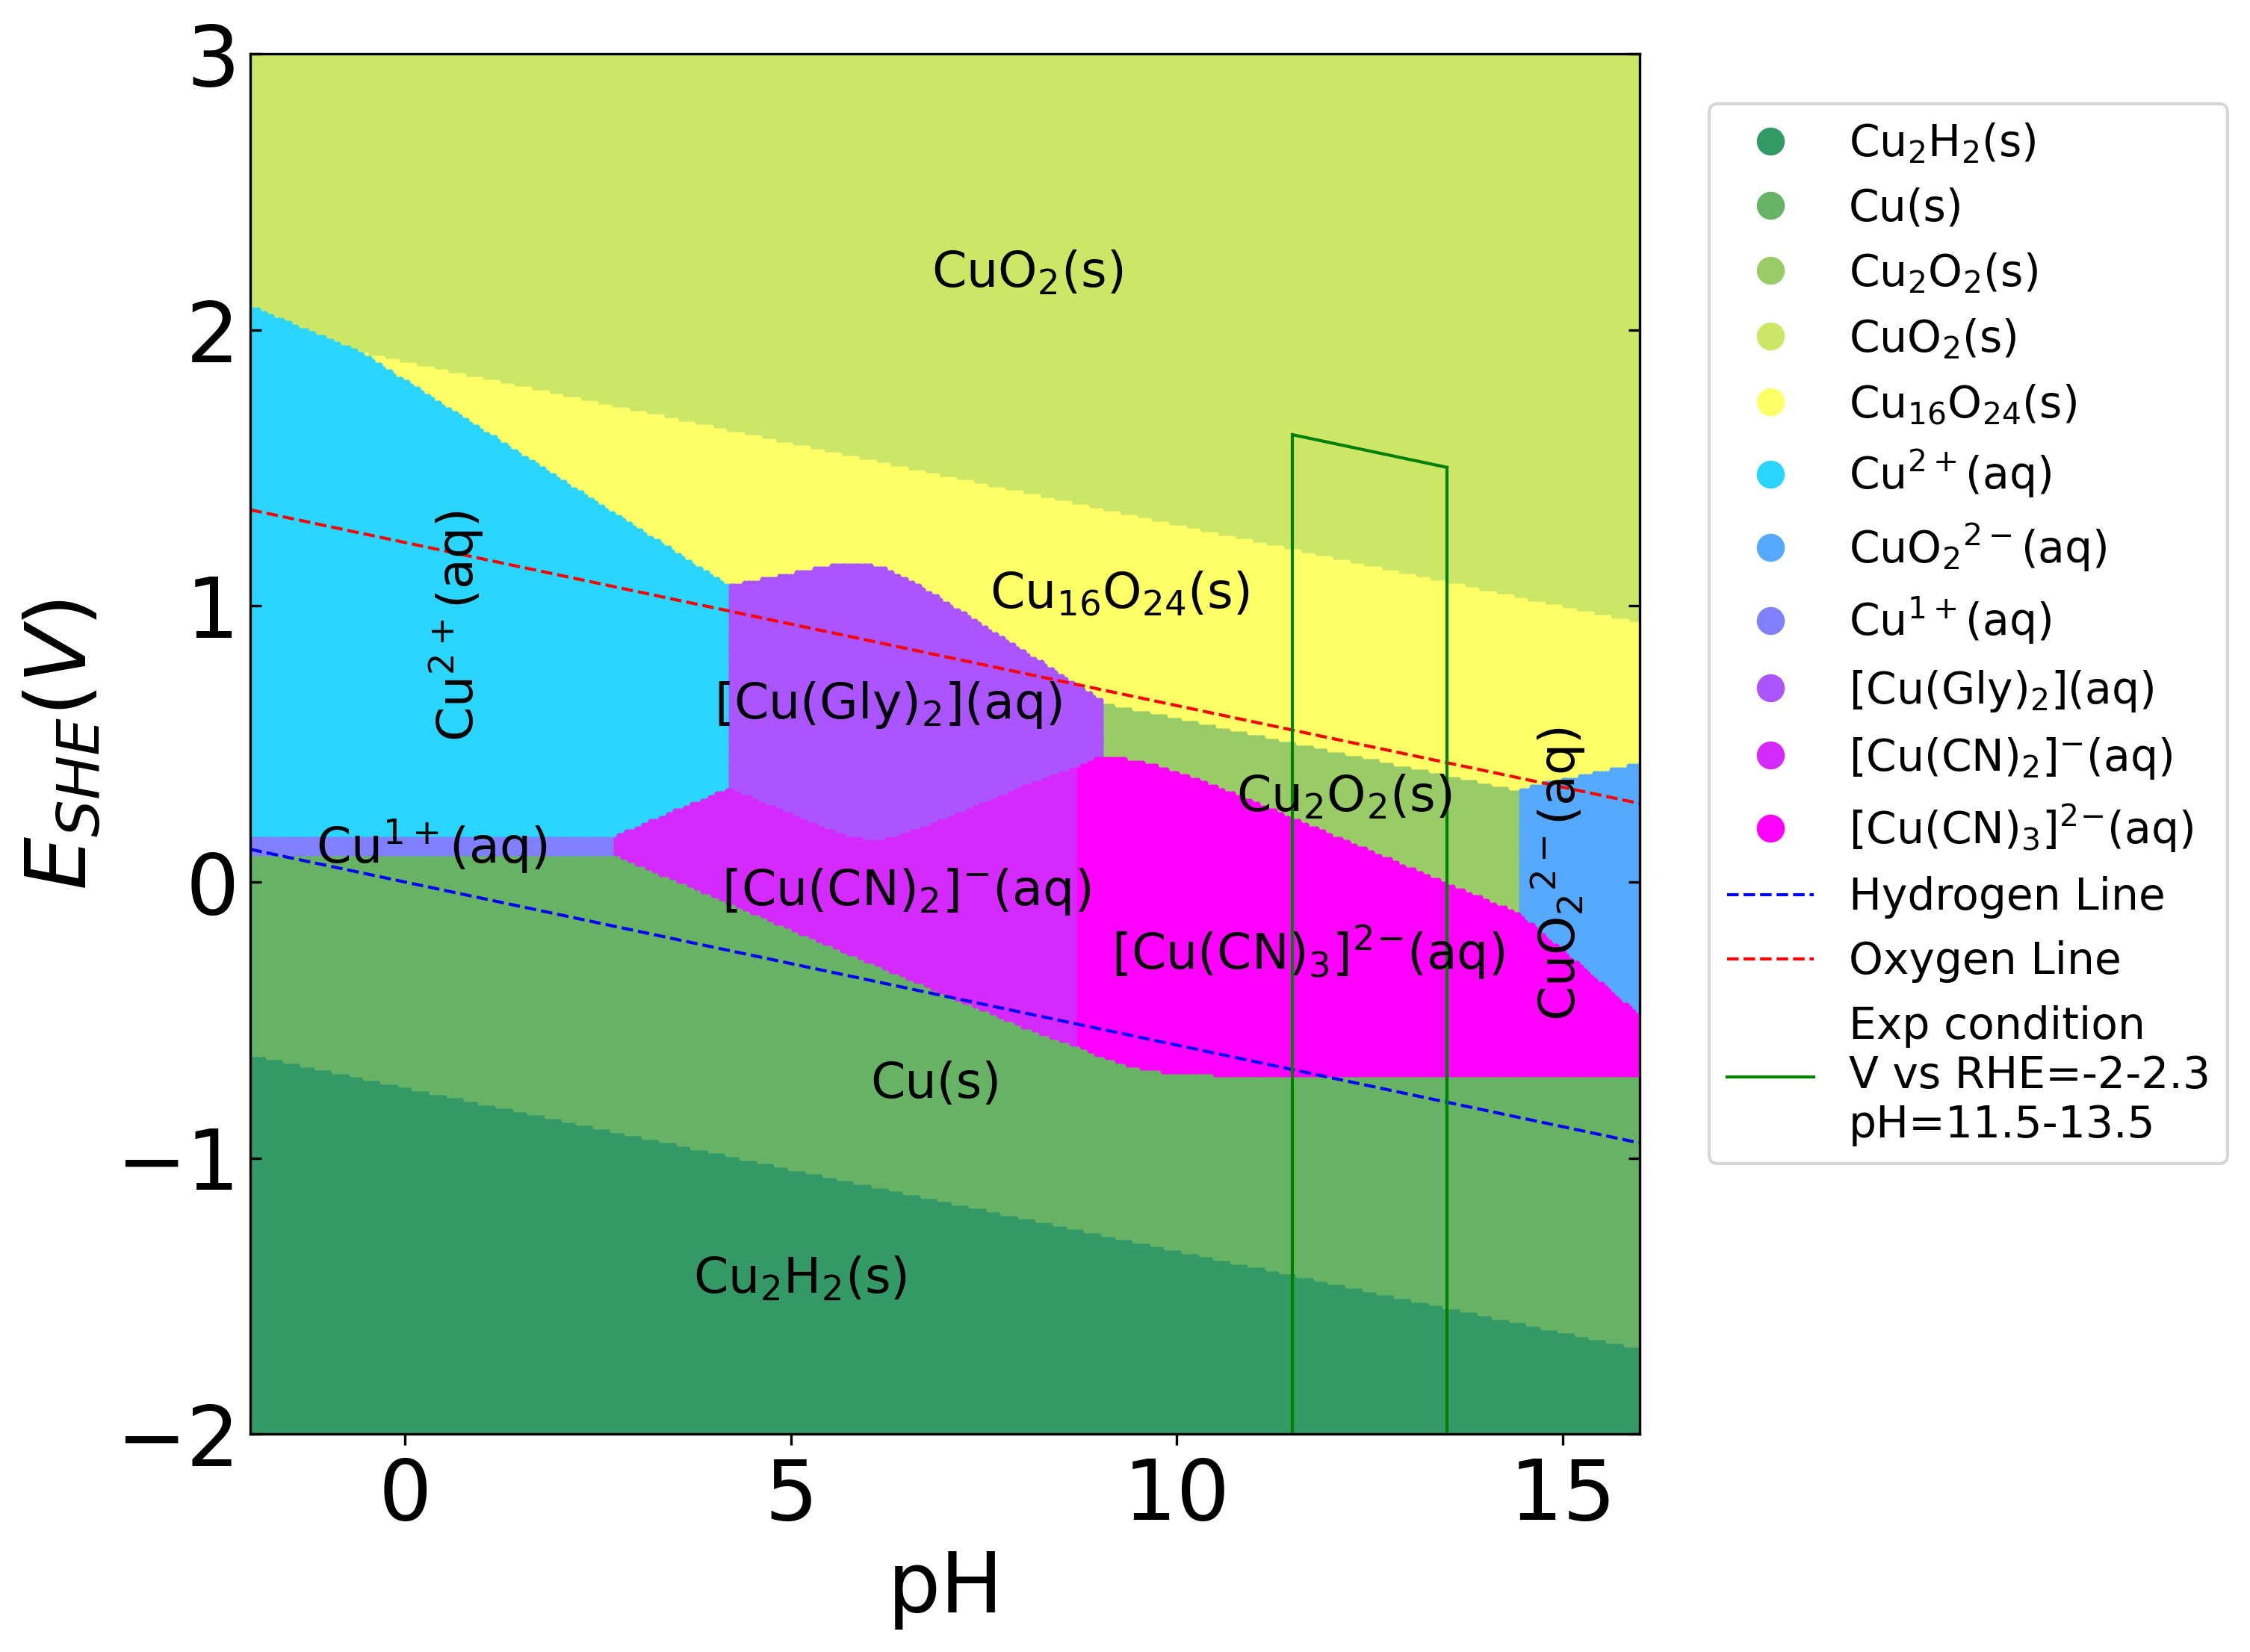 3
2
1
0
−1
−2
E_SHE(V)
0 5 10 15
pH
CuO₂(s)
Cu₁₆O₂₄(s)
Cu²⁺(aq)
[Cu(Gly)₂](aq)
Cu₂O₂(s)
Cu¹⁺(aq)
[Cu(CN)₂]⁻(aq)
[Cu(CN)₃]²⁻(aq)
CuO₂²⁻(aq)
Cu(s)
Cu₂H₂(s)
Cu₂H₂(s)
Cu(s)
Cu₂O₂(s)
CuO₂(s)
Cu₁₆O₂₄(s)
Cu²⁺(aq)
CuO₂²⁻(aq)
Cu¹⁺(aq)
[Cu(Gly)₂](aq)
[Cu(CN)₂]⁻(aq)
[Cu(CN)₃]²⁻(aq)
Hydrogen Line
Oxygen Line
Exp condition
V vs RHE=-2-2.3
pH=11.5-13.5